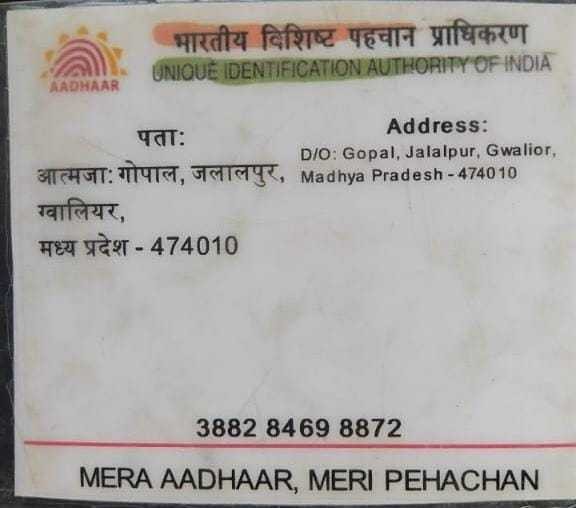 भारतीय विशिष्ट पहचान प्राधिकरण
UNIQUE IDENTIFICATION AUTHORITY OF INDIA
AADHAAR
पता:
आत्मजा: गोपाल, जलालपुर,
ग्वालियर,
मध्य प्रदेश - 474010
Address:
D/O: Gopal, Jalalpur, Gwalior,
Madhya Pradesh - 474010
3882 8469 8872
MERA AADHAAR, MERI PEHACHAN